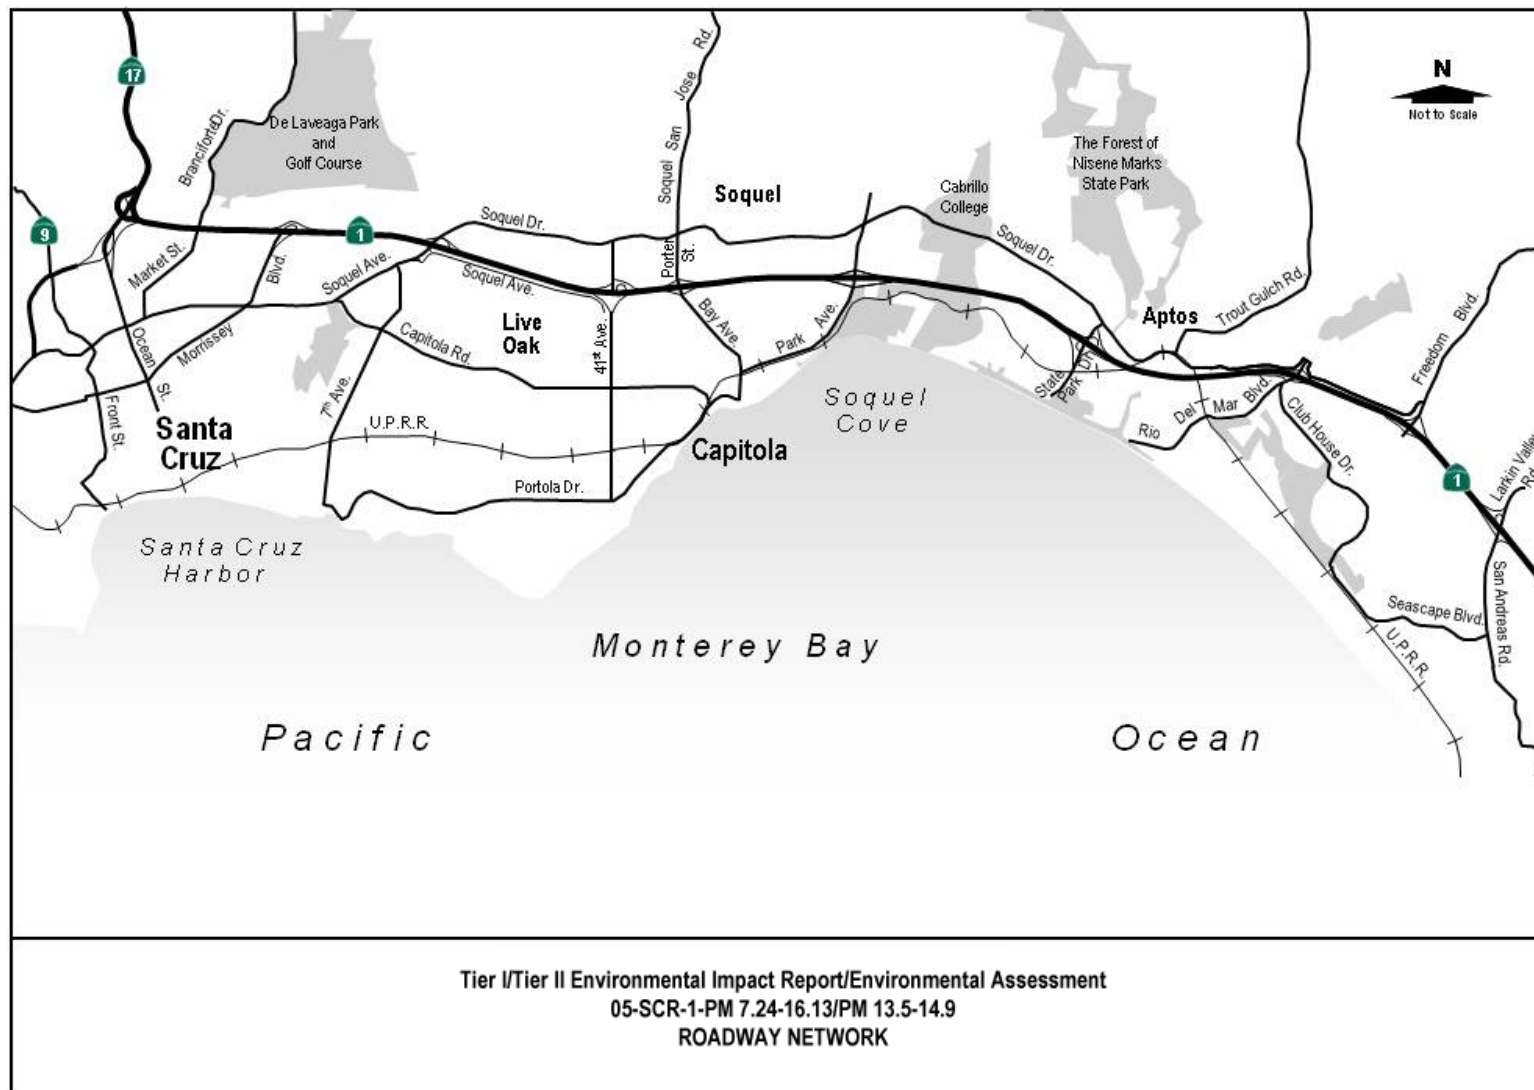 17
N
Not to Scale
De Laveaga Park
and
Golf Course
Branciforte Dr.
Soquel San Jose Rd.
The Forest of
Nisene Marks
State Park
Cabrillo
College
Soquel
9
1
Soquel Dr.
Soquel Dr.
Market St.
Blvd.
Morrissey
Soquel Ave.
Soquel Ave.
Porter
St.
Trout Gulch Rd.
Aptos
Live
Oak
Capitola Rd.
41st Ave.
Bay Ave.
Park Ave.
State
Park Dr.
Freedom Blvd.
Ocean St.
Front St.
7th Ave.
Soquel
Cove
Rio Del Mar Blvd.
Club House Dr.
Santa
Cruz
U.P.R.R.
Capitola
Portola Dr.
1
Larkin Valley
Rd.
Santa Cruz
Harbor
San Andreas Rd.
Seascape Blvd.
U.P.R.R.
Monterey Bay
Pacific
Ocean
Tier I/Tier II Environmental Impact Report/Environmental Assessment
05-SCR-1-PM 7.24-16.13/PM 13.5-14.9
ROADWAY NETWORK